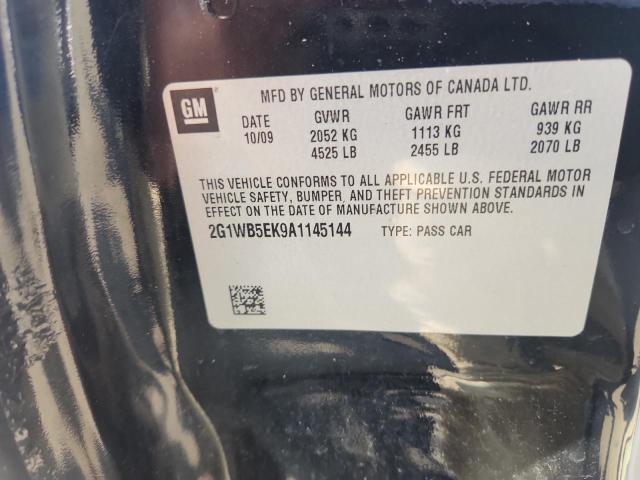 GM
MFD BY GENERAL MOTORS OF CANADA LTD.
DATE GVWR GAWR FRT GAWR RR
10/09 2052 KG 1113 KG 939 KG
4525 LB 2455 LB 2070 LB
THIS VEHICLE CONFORMS TO ALL APPLICABLE U.S. FEDERAL MOTOR
VEHICLE SAFETY, BUMPER, AND THEFT PREVENTION STANDARDS IN
EFFECT ON THE DATE OF MANUFACTURE SHOWN ABOVE.
2G1WB5EK9A1145144 TYPE: PASS CAR